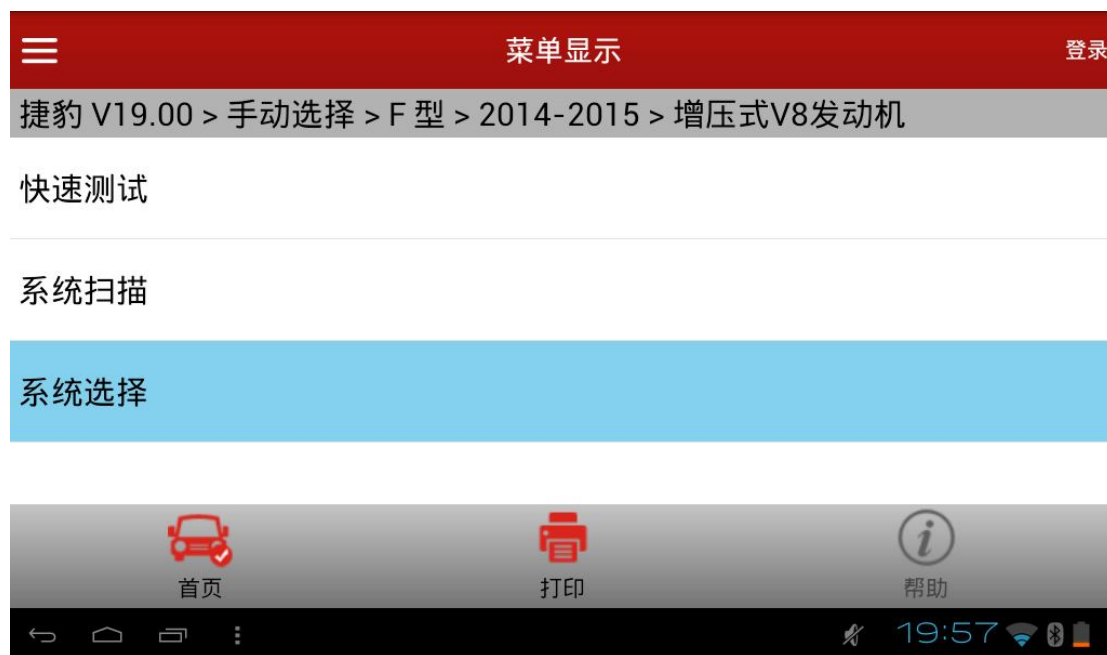 菜单显示
登录
捷豹 V19.00 > 手动选择 > F 型 > 2014-2015 > 增压式V8发动机
快速测试
系统扫描
系统选择
首页
打印
帮助
19:57